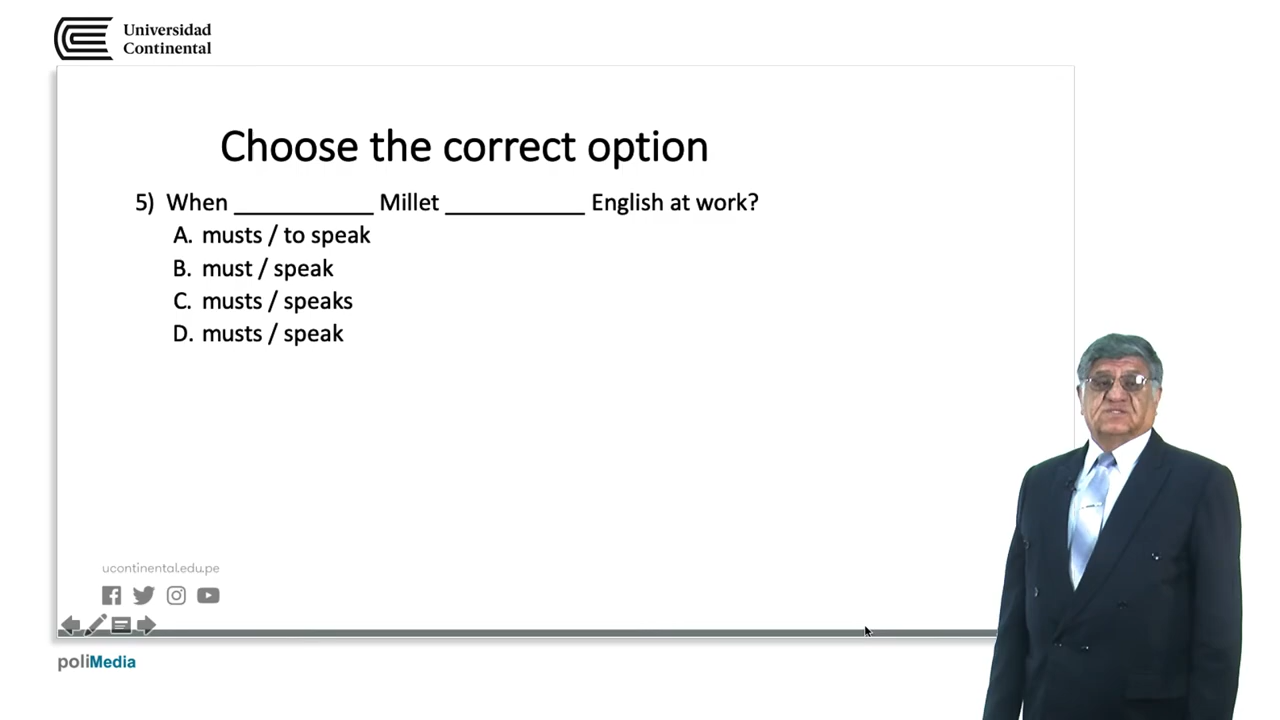 Universidad
Continental
Choose the correct option
5) When ___________ Millet ___________ English at work?
A. musts / to speak
B. must / speak
C. musts / speaks
D. musts / speak
ucontinental.edu.pe
poliMedia